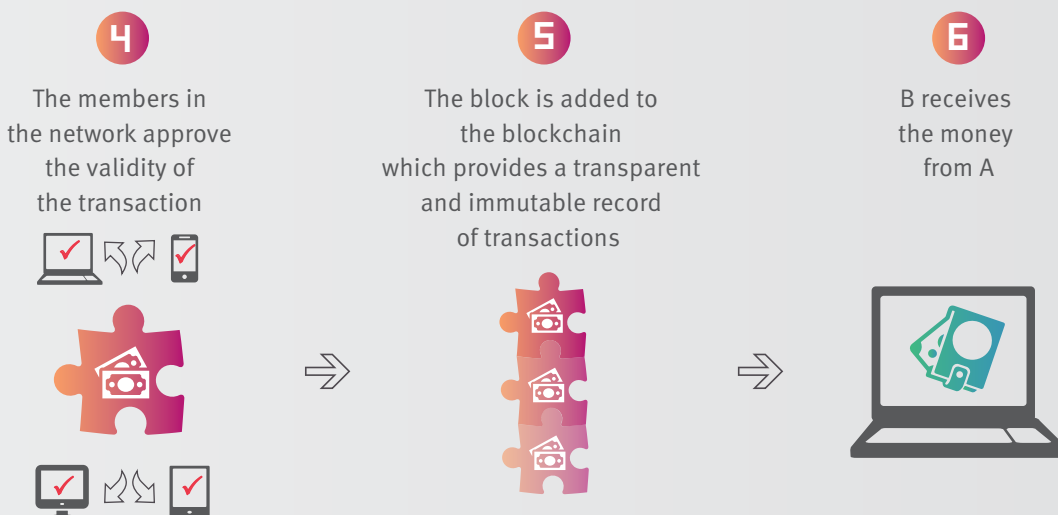 4
The members in
the network approve
the validity of
the transaction
5
The block is added to
the blockchain
which provides a transparent
and immutable record
of transactions
6
B receives
the money
from A